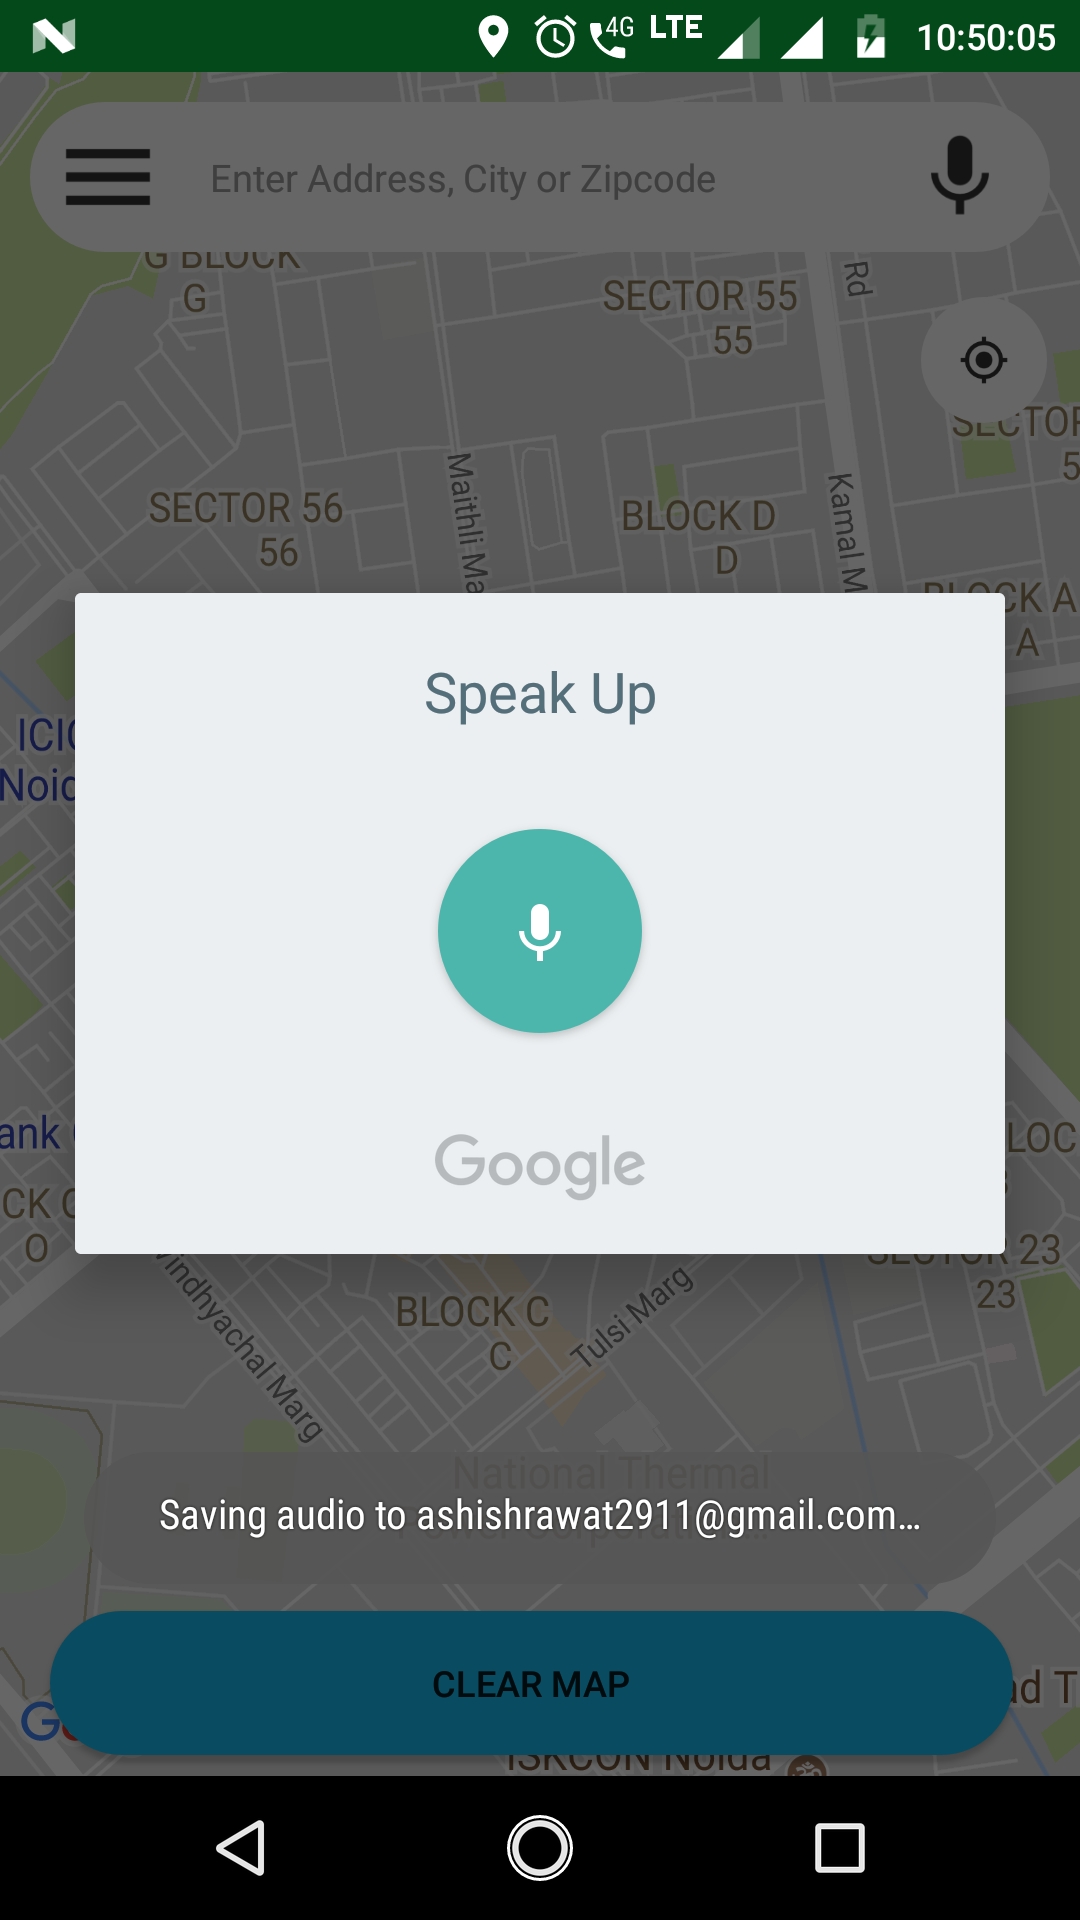 4G LTE 10:50:05
Enter Address, City or Zipcode
G BLOCK
G
SECTOR 55
55
Rd
SECTOR
5
SECTOR 56
56
Maithli Ma
BLOCK D
D
Kamal M
BLOCK A
A
Speak Up
ICIC
Noid
Google
ank
LOC
CK C
O
SECTOR 23
23
Vindhyachal Marg
BLOCK C
C
Tulsi Marg
National Thermal
Saving audio to ashishrawat2911@gmail.com…
CLEAR MAP
ad T
Go
ISKCON Noida